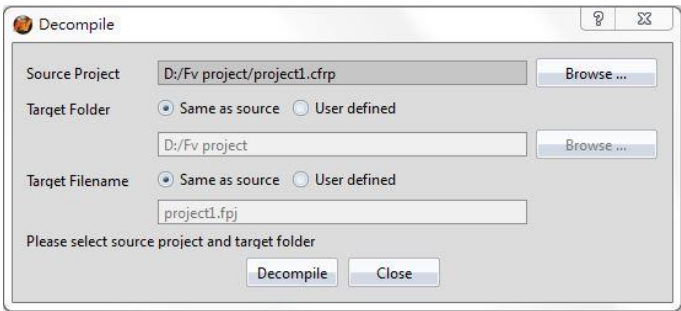 Decompile
Source Project D:/Fv project/project1.cfrp Browse ...
Target Folder Same as source User defined
D:/Fv project Browse ...
Target Filename Same as source User defined
project1.fpj
Please select source project and target folder
Decompile Close